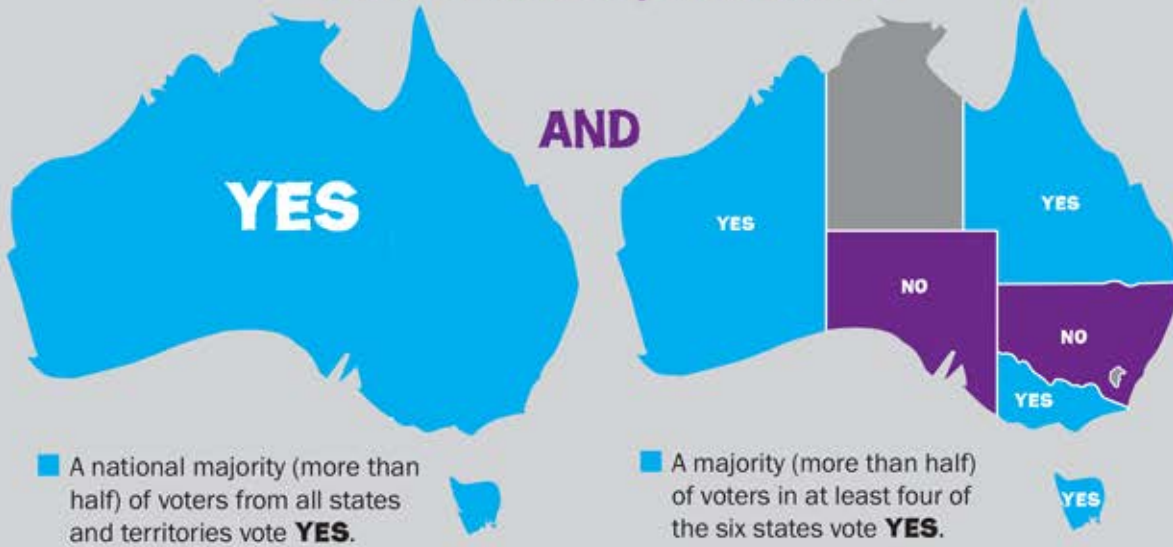 YES
AND
YES
YES
NO
NO
YES
A national majority (more than
half) of voters from all states
and territories vote YES.
A majority (more than half)
of voters in at least four of
the six states vote YES.
YES